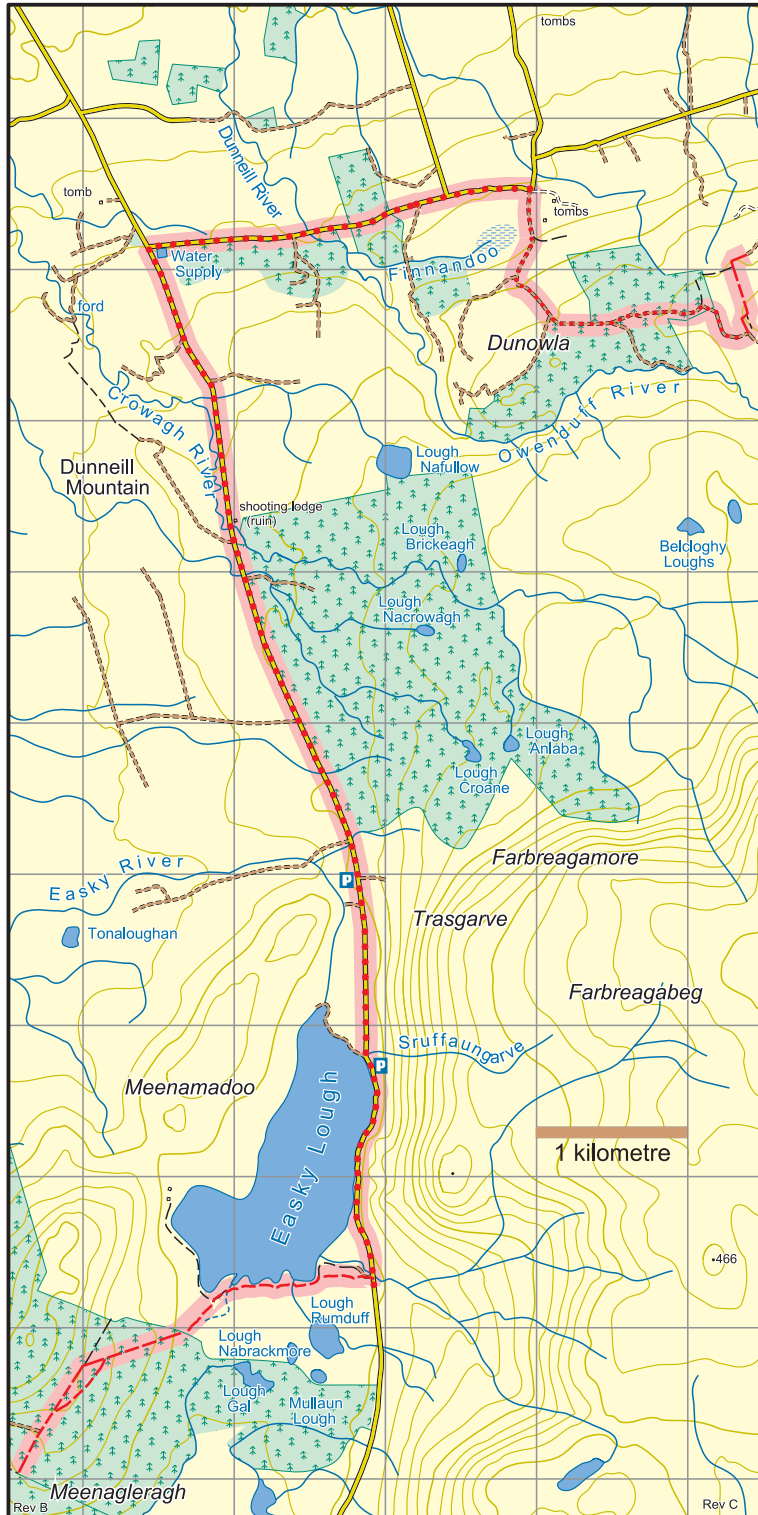 tombs
Dunneill River
tomb
tombs
Water
Supply
Finnandoo
ford
Dunowla
Crowagh River
Owenduff River
Lough
Nafullow
Dunneill
Mountain
shooting lodge
(ruin)
Lough
Brickeagh
Belcloghy
Loughs
Lough
Nacrowagh
Lough
Anlaba
Lough
Croane
Farbreagamore
Easky River
P
Trasgarve
Tonaloughan
Farbreagabeg
Sruffaungarve
P
Meenamadoo
Easky Lough
1 kilometre
466
Lough
Rumduff
Lough
Nabrackmore
Lough
Gal
Mullaun
Lough
Meenagleragh
Rev B
Rev C